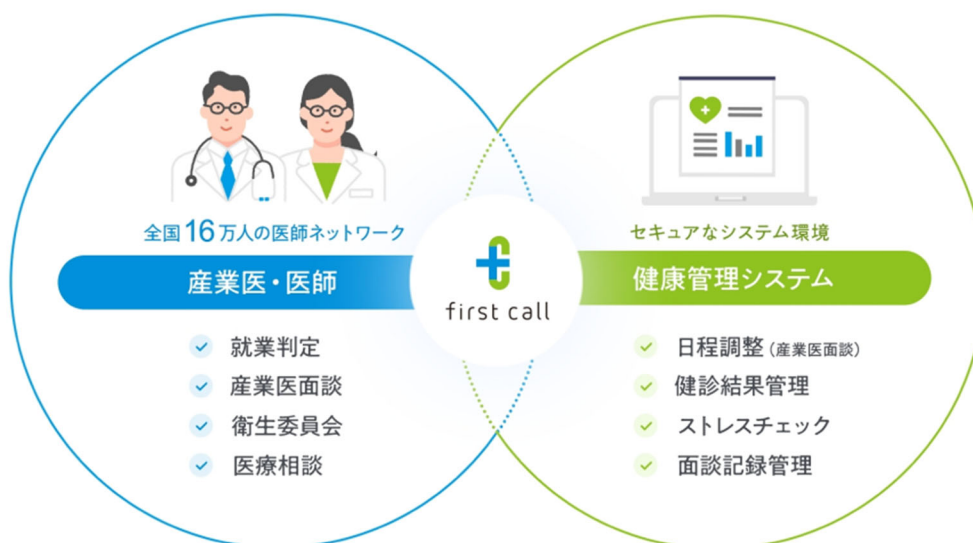 全国16万人の医師ネットワーク
産業医・医師
就業判定
産業医面談
衛生委員会
医療相談
first call
セキュアなシステム環境
健康管理システム
日程調整（産業医面談）
健診結果管理
ストレスチェック
面談記録管理